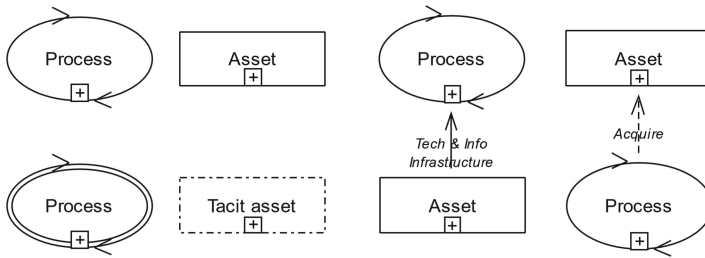 Process
Asset
Process
Asset
+
+
+
+
Tech & Info
Infrastructure
Acquire
Process
Tacit asset
Asset
Process
+
+
+
+